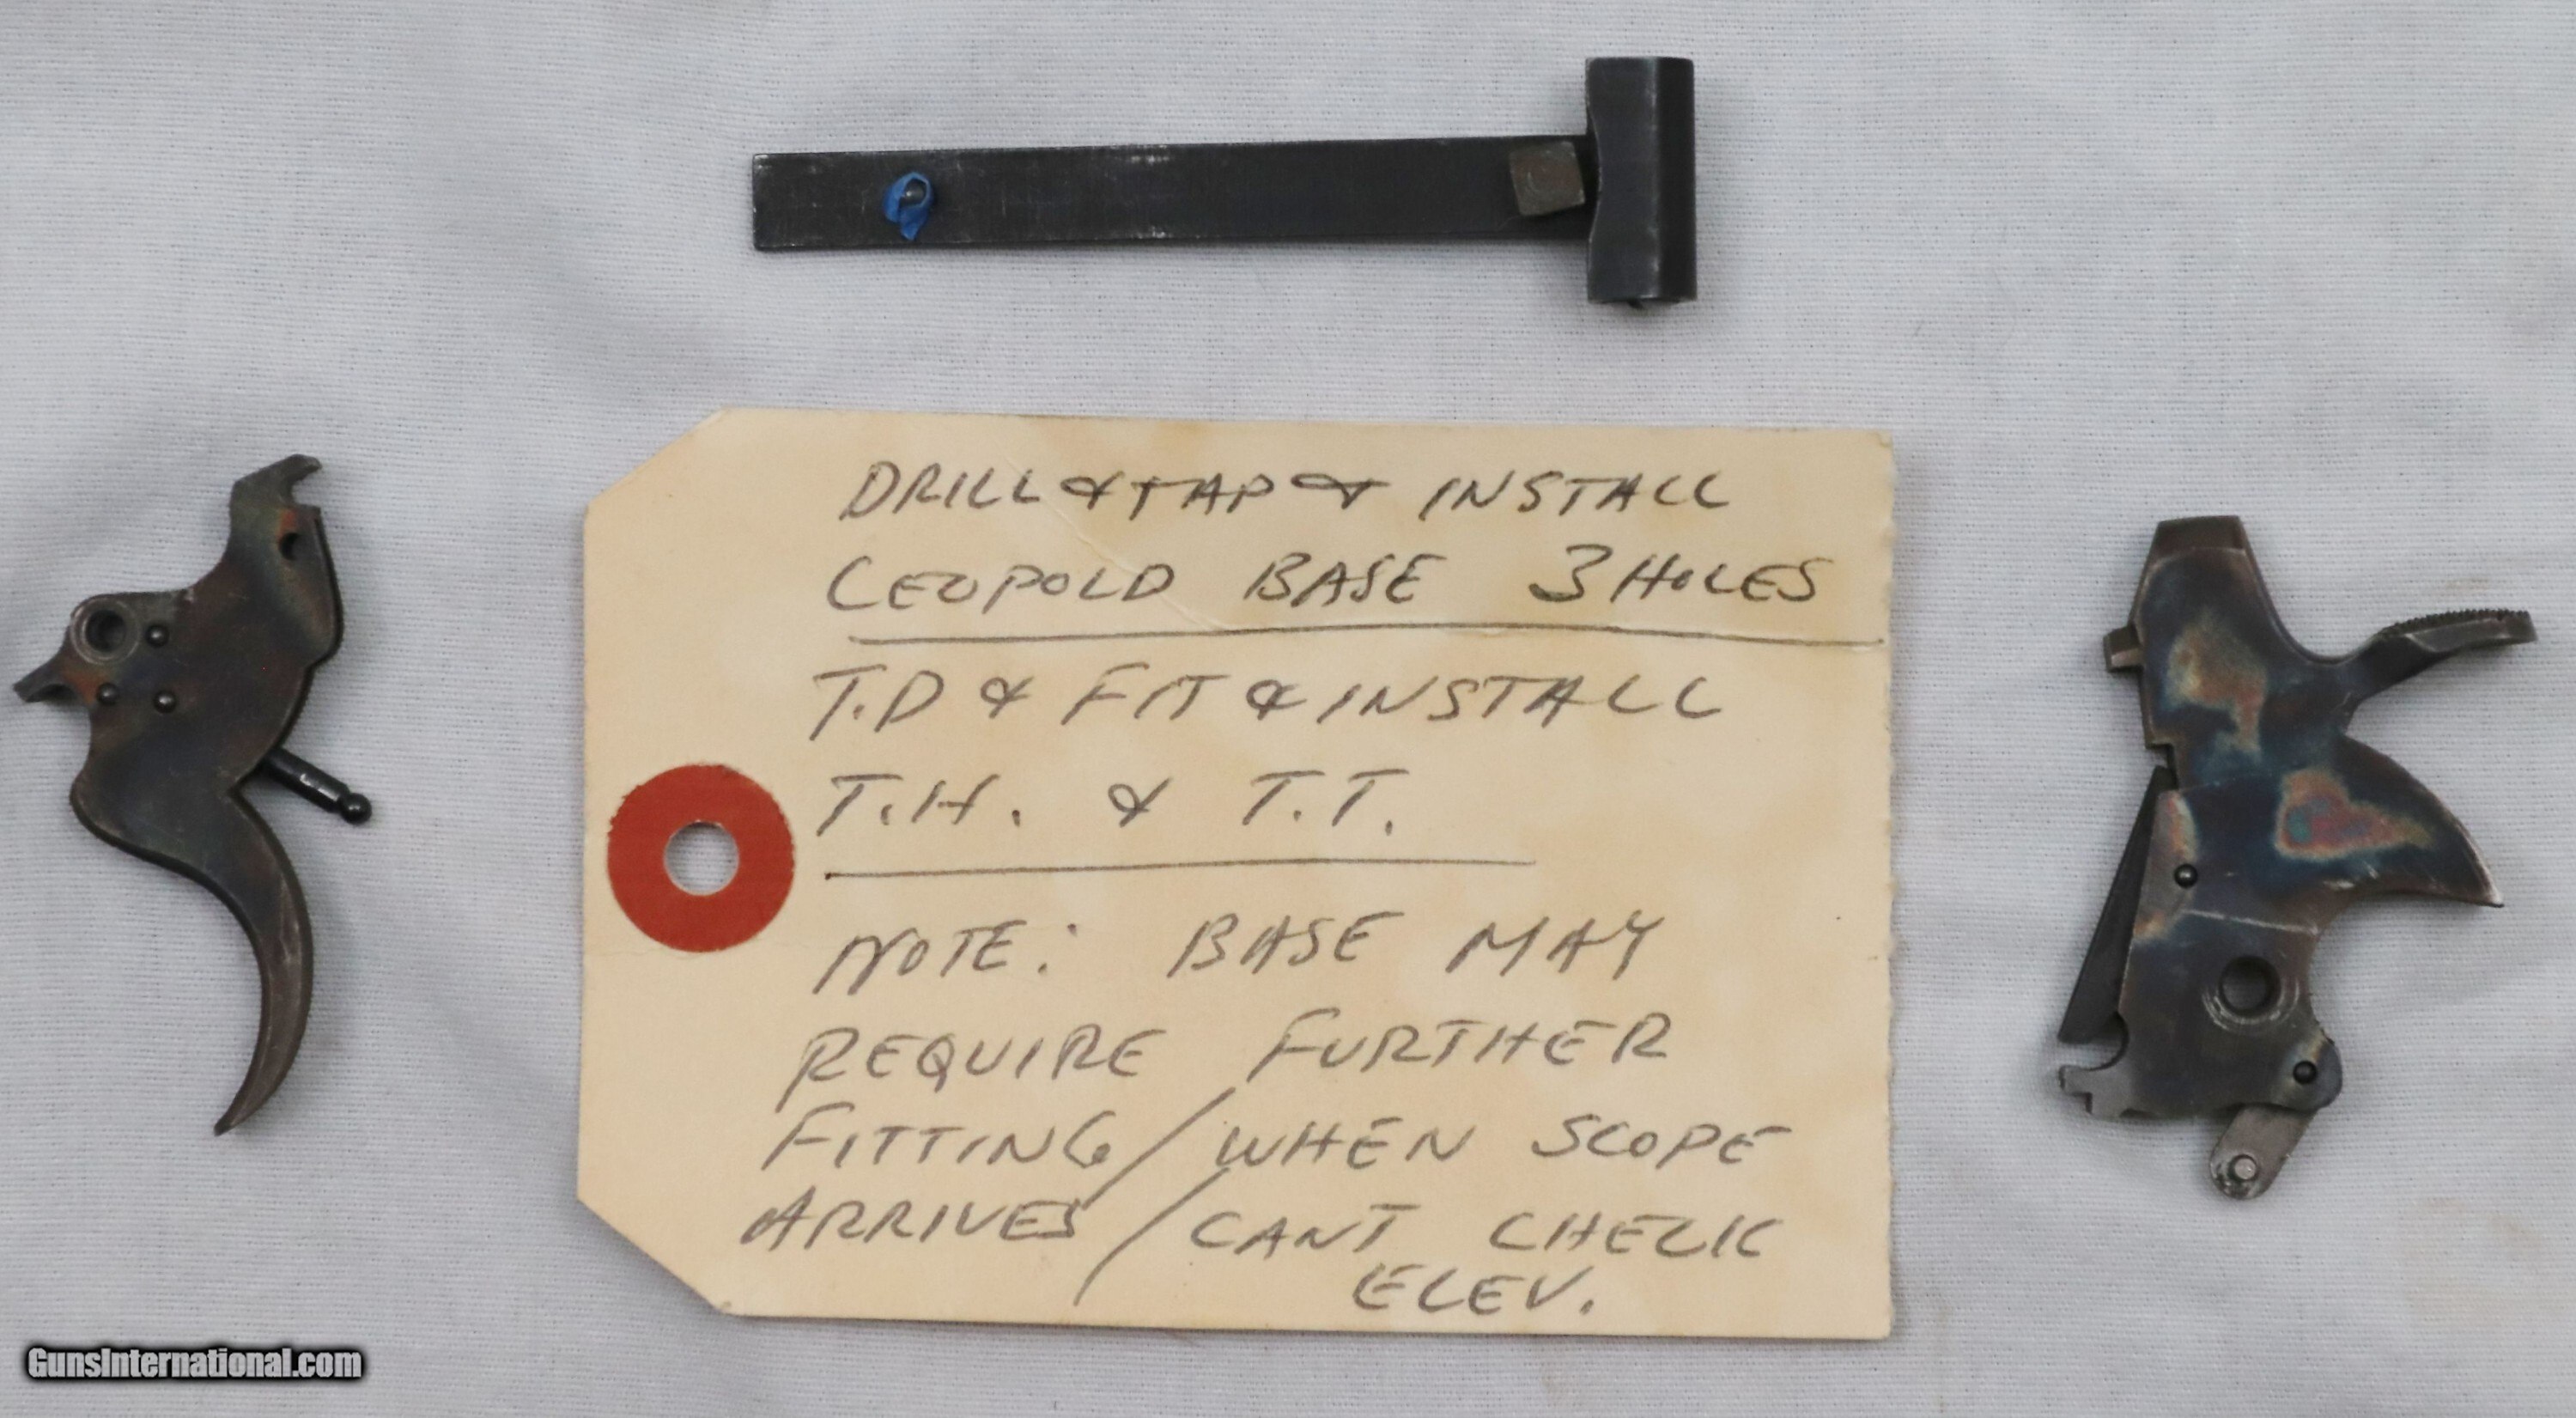 DRILL & TAP & INSTALL
LEOPOLD BASE 3 HOLES
T.D & FIT & INSTALL
T.H. & T.T.
NOTE: BASE MAY
REQUIRE FURTHER
FITTING / WHEN SCOPE
ARRIVES / CANT CHECK
ELEV.
GunsInternational.com